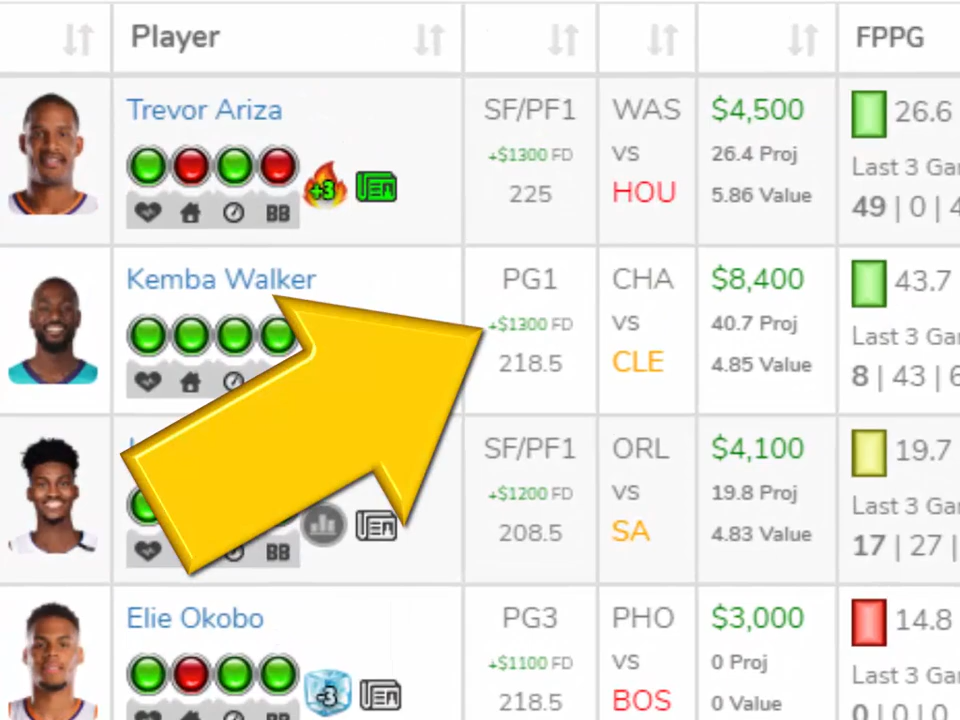 Player
FPPG
Trevor Ariza
SF/PF1
WAS
$4,500
26.6
+$1300 FD
VS
26.4 Proj
Last 3
225
HOU
5.86 Value
49 | 0 |
+3
BB
Kemba Walker
PG1
CHA
$8,400
43.7
+$1300 FD
VS
40.7 Proj
Last 3
218.5
CLE
4.85 Value
8 | 43 |
SF/PF1
ORL
$4,100
19.7
+$1200 FD
VS
19.8 Proj
Last 3
208.5
SA
4.83 Value
17 | 27 |
BB
Elie Okobo
PG3
PHO
$3,000
14.8
+$1100 FD
VS
0 Proj
Last 3
218.5
BOS
0 Value
0 | 0 | 0
-3